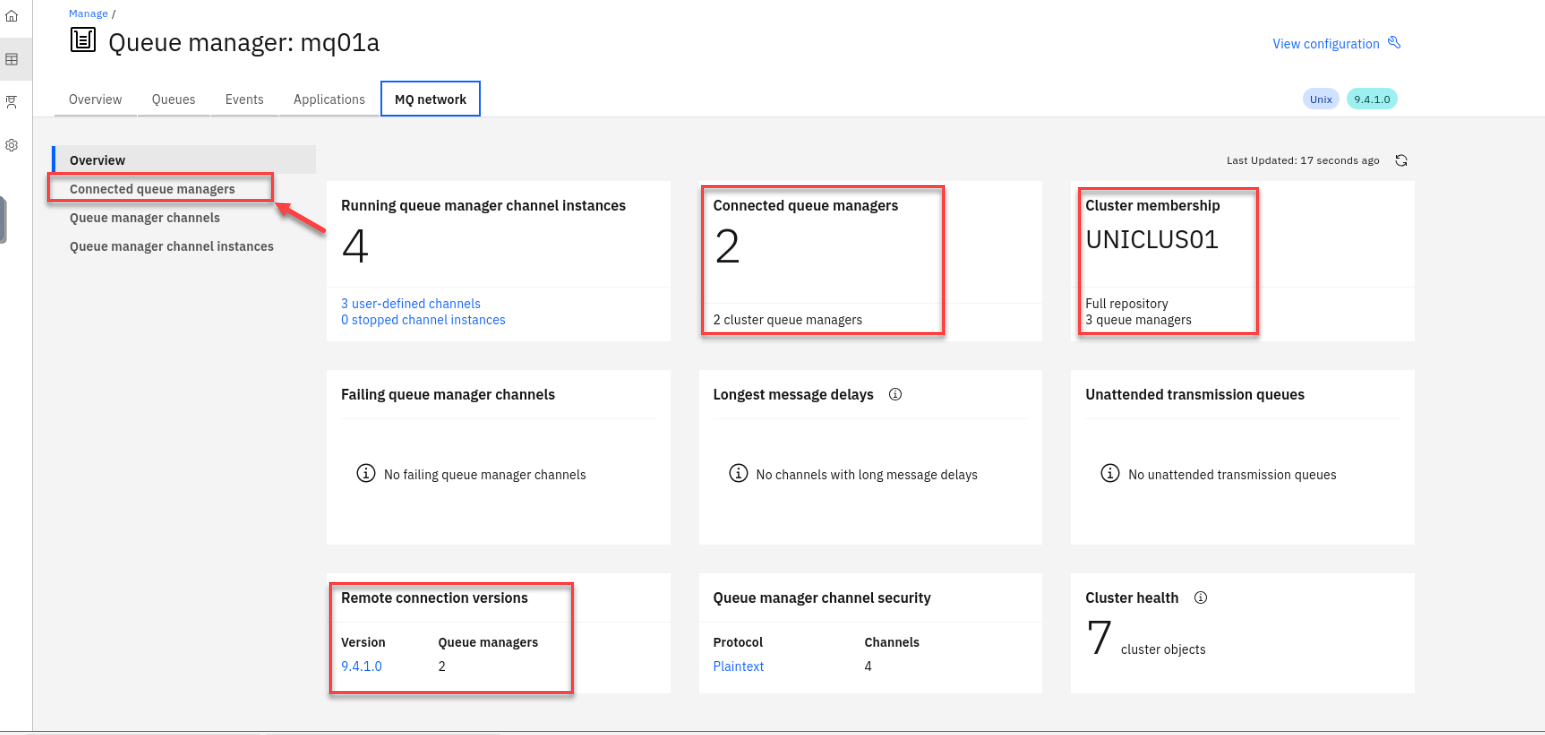 Manage /
Queue manager: mq01a
View configuration
Overview
Queues
Events
Applications
MQ network
Unix
9.4.1.0
Overview
Connected queue managers
Queue manager channels
Queue manager channel instances
Last Updated: 17 seconds ago
Running queue manager channel instances
4
3 user-defined channels
0 stopped channel instances
Connected queue managers
2
2 cluster queue managers
Cluster membership
UNICLUS01
Full repository
3 queue managers
Failing queue manager channels
No failing queue manager channels
Longest message delays
No channels with long message delays
Unattended transmission queues
No unattended transmission queues
Remote connection versions
Version Queue managers
9.4.1.0 2
Queue manager channel security
Protocol Channels
Plaintext 4
Cluster health
7 cluster objects